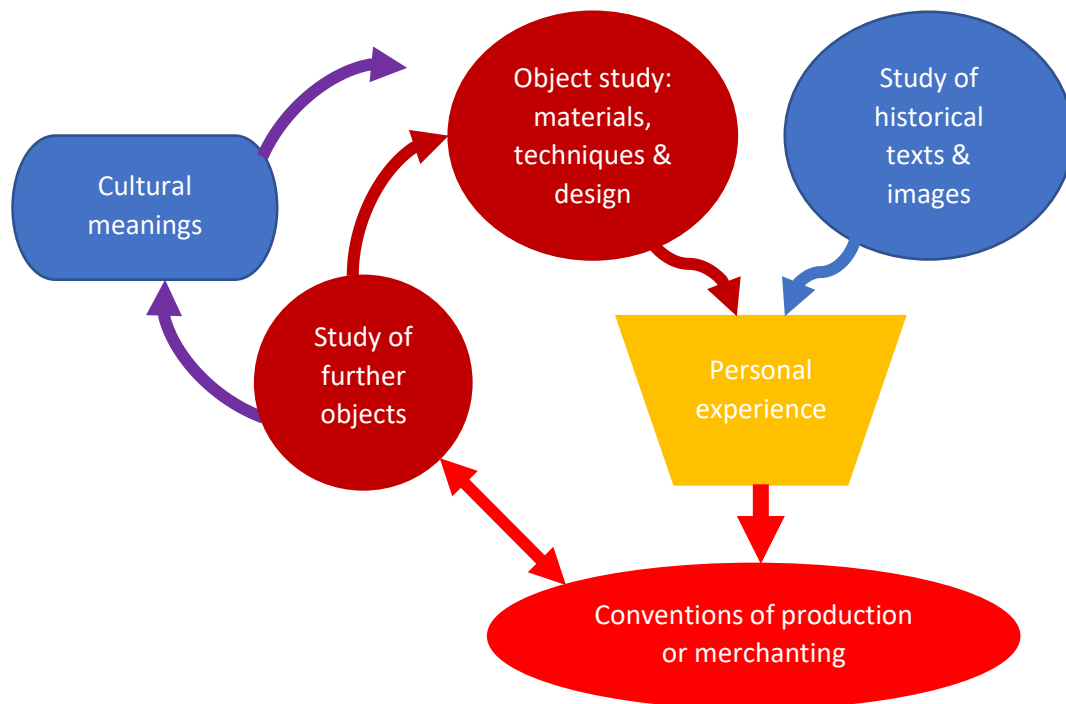 Object study:
materials,
techniques &
design
Study of
historical
texts &
images
Cultural
meanings
Study of
further
objects
Personal
experience
Conventions of production
or merchanting